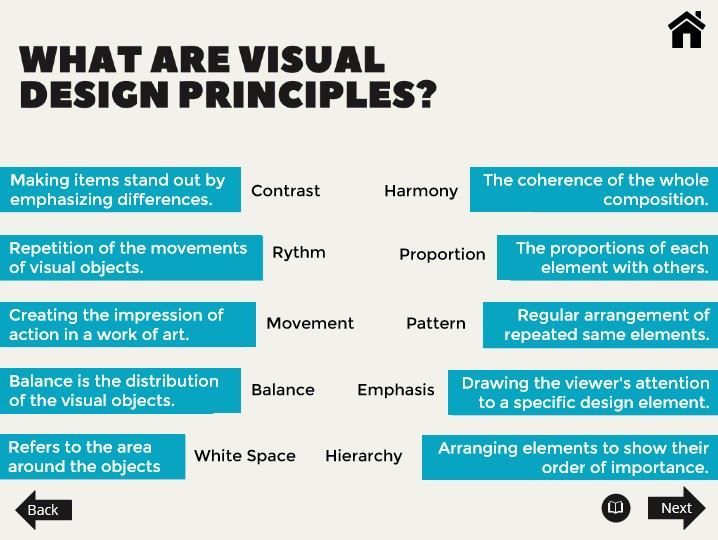 WHAT ARE VISUAL
DESIGN PRINCIPLES?
Making items stand out by
emphasizing differences.
Contrast
Harmony
The coherence of the whole
composition.
Repetition of the movements
of visual objects.
Rythm
Proportion
The proportions of each
element with others.
Creating the impression of
action in a work of art.
Movement
Pattern
Regular arrangement of
repeated same elements.
Balance is the distribution
of the visual objects.
Balance
Emphasis
Drawing the viewer's attention
to a specific design element.
Refers to the area
around the objects
White Space
Hierarchy
Arranging elements to show their
order of importance.
Back
Next